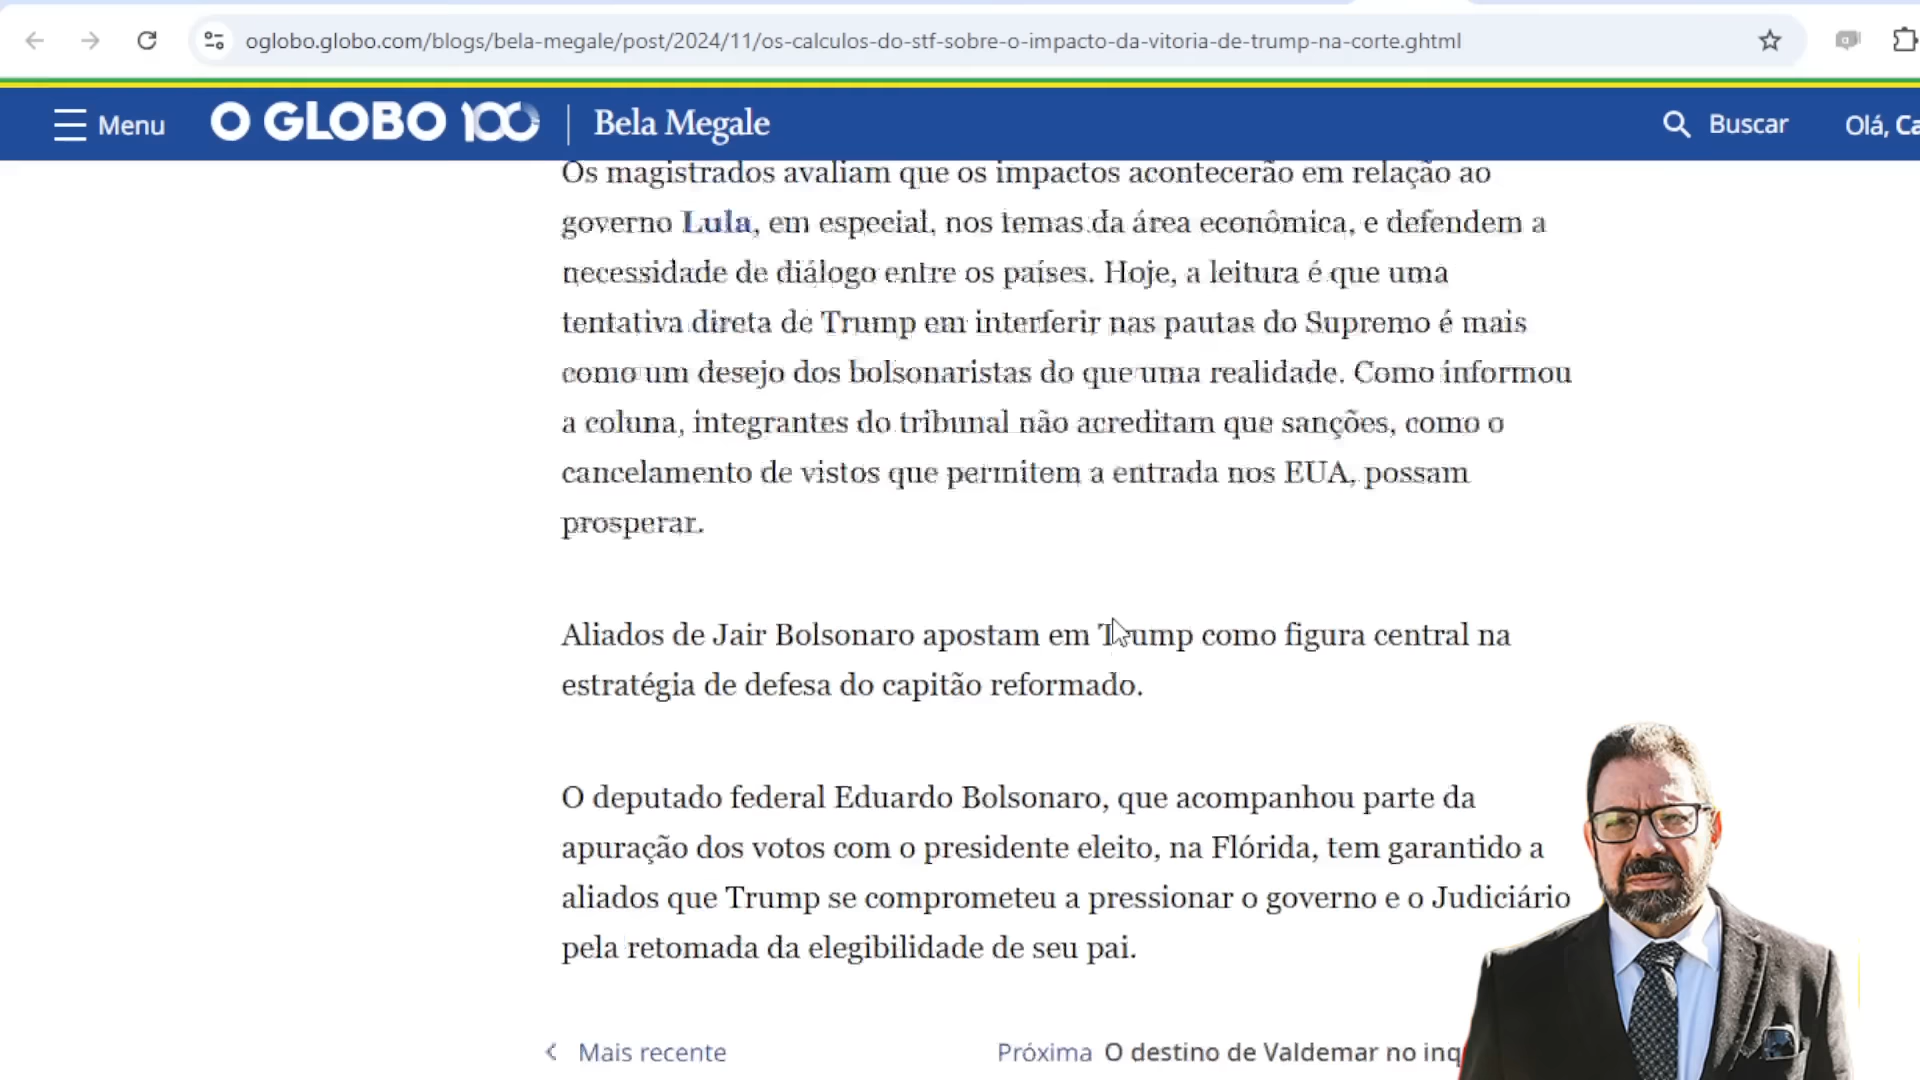 oglobo.globo.com/blogs/bela-megale/post/2024/11/os-calculos-do-stf-sobre-o-impacto-da-vitoria-de-trump-na-corte.ghtml
Menu O GLOBO 100 Bela Megale Buscar Olá, Ca
Os magistrados avaliam que os impactos acontecerão em relação ao
governo Lula, em especial, nos temas da área econômica, e defendem a
necessidade de diálogo entre os países. Hoje, a leitura é que uma
tentativa direta de Trump em interferir nas pautas do Supremo é mais
como um desejo dos bolsonaristas do que uma realidade. Como informou
a coluna, integrantes do tribunal não acreditam que sanções, como o
cancelamento de vistos que permitem a entrada nos EUA, possam
prosperar.
Aliados de Jair Bolsonaro apostam em Trump como figura central na
estratégia de defesa do capitão reformado.
O deputado federal Eduardo Bolsonaro, que acompanhou parte da
apuração dos votos com o presidente eleito, na Flórida, tem garantido a
aliados que Trump se comprometeu a pressionar o governo e o Judiciário
pela retomada da elegibilidade de seu pai.
Mais recente Próxima O destino de Valdemar no inq